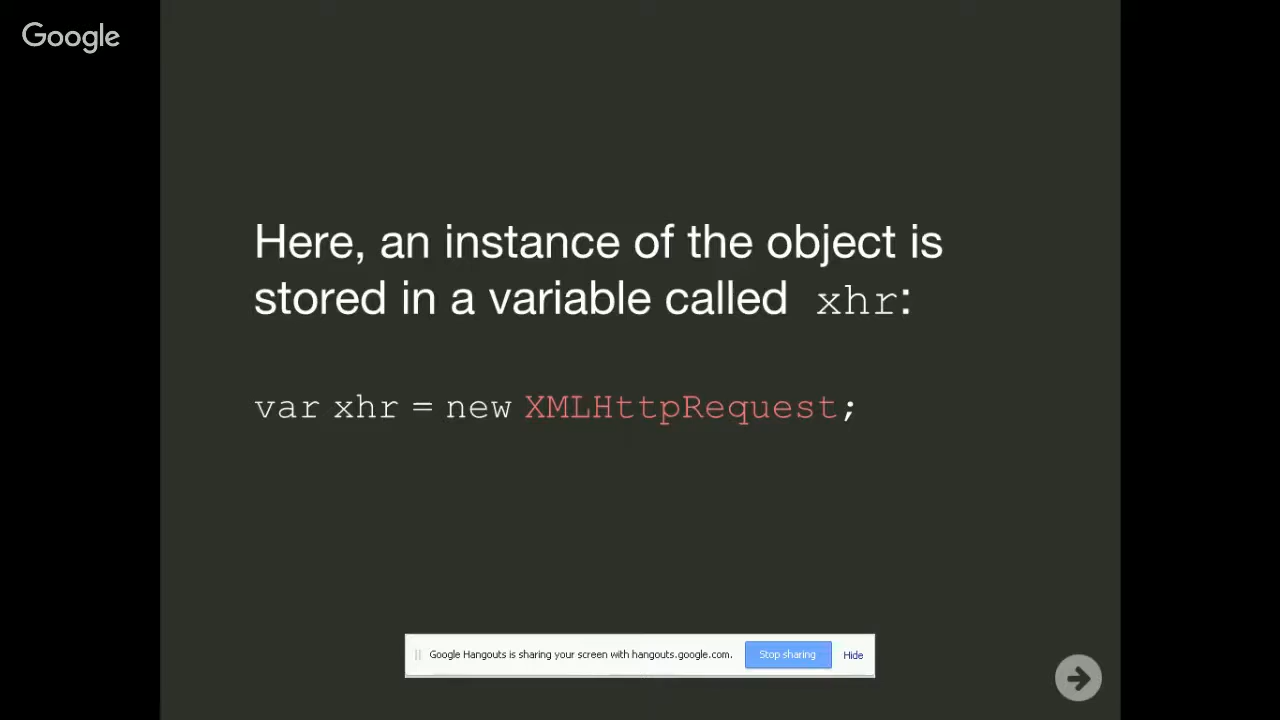 Google
Here, an instance of the object is
stored in a variable called xhr:
var xhr = new XMLHttpRequest;
Google Hangouts is sharing your screen with hangouts.google.com. Stop sharing Hide